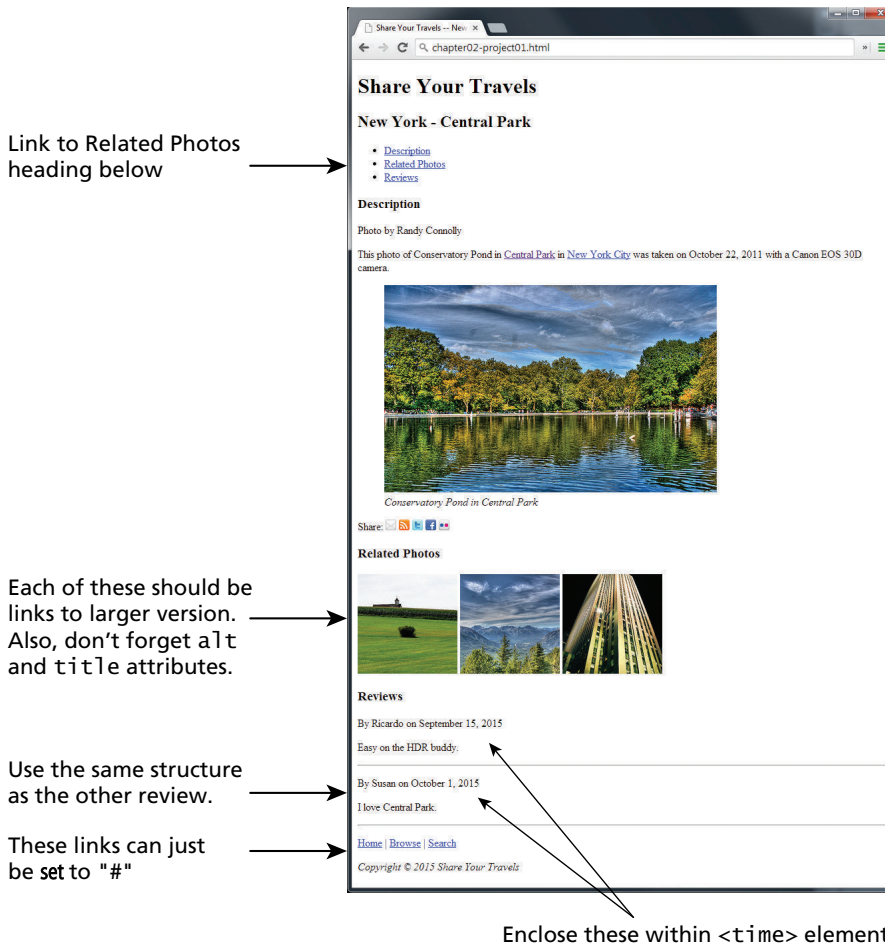 Share Your Travels -- New
chapter02-project01.html
Share Your Travels
New York - Central Park
Link to Related Photos
heading below
Description
Related Photos
Reviews
Description
Photo by Randy Connolly
This photo of Conservatory Pond in Central Park in New York City was taken on October 22, 2011 with a Canon EOS 30D
camera.
Conservatory Pond in Central Park
Share:
Related Photos
Each of these should be
links to larger version.
Also, don't forget alt
and title attributes.
Reviews
By Ricardo on September 15, 2015
Easy on the HDR buddy.
Use the same structure
as the other review.
By Susan on October 1, 2015
I love Central Park.
These links can just
be set to "#"
Home | Browse | Search
Copyright © 2015 Share Your Travels
Enclose these within <time> element